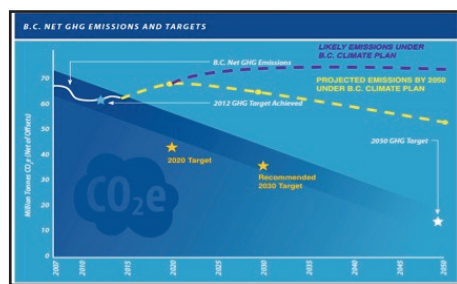 B.C. NET GHG EMISSIONS AND TARGETS
LIKELY EMISSIONS UNDER
B.C. CLIMATE PLAN
B.C. Net GHG Emissions
PROJECTED EMISSIONS BY 2050
UNDER B.C. CLIMATE PLAN
2012 GHG Target Achieved
2050 GHG Target
2020 Target
Recommended
2030 Target
CO2e
Million Tonnes CO2e (Net of Offsets)
70
60
50
40
30
20
10
0
2007
2010
2015
2020
2025
2030
2035
2040
2045
2050